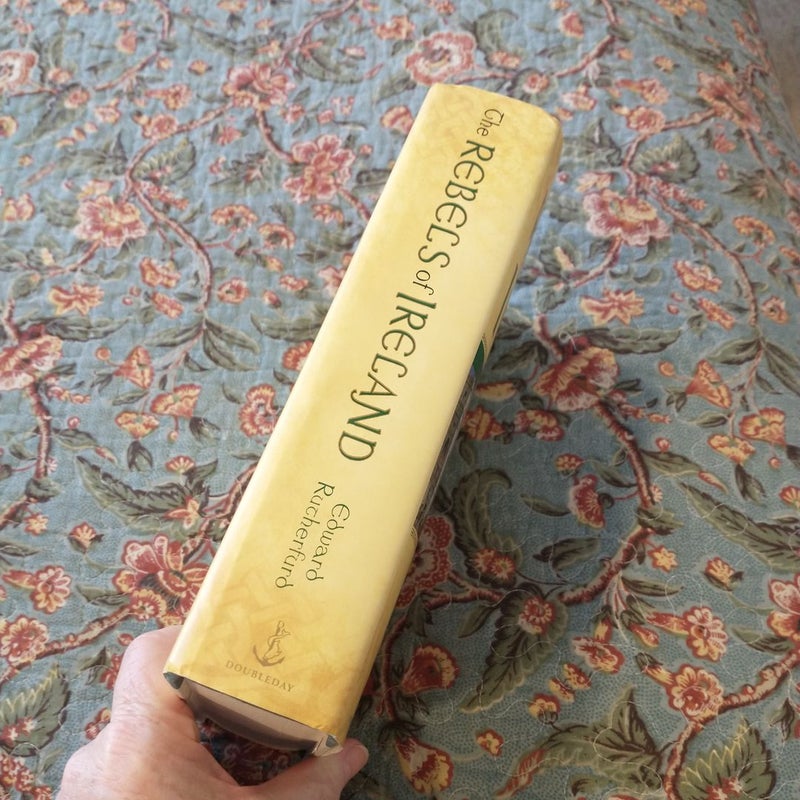 The REBELS of IRELAND
Edward
Rutherfurd
DOUBLEDAY